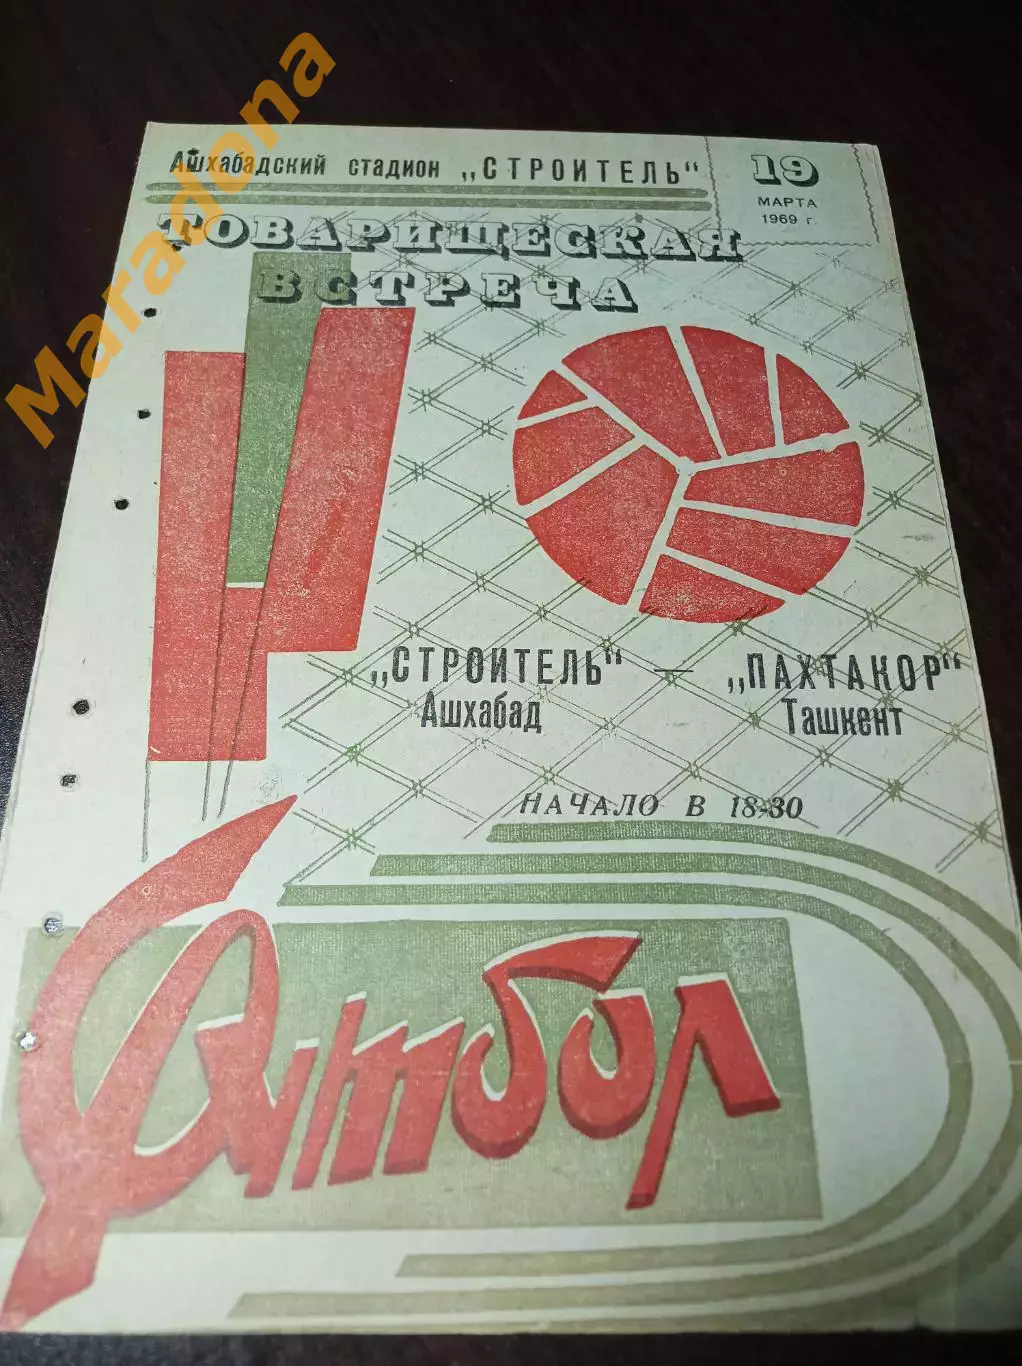 Ашхабадский стадион „СТРОИТЕЛЬ"
19
МАРТА
1969 г.
ТОВАРИЩЕСКАЯ
ВСТРЕЧА
„СТРОИТЕЛЬ" — „ПАХТАКОР"
Ашхабад Ташкент
НАЧАЛО В 18-30
Футбол
Maradona